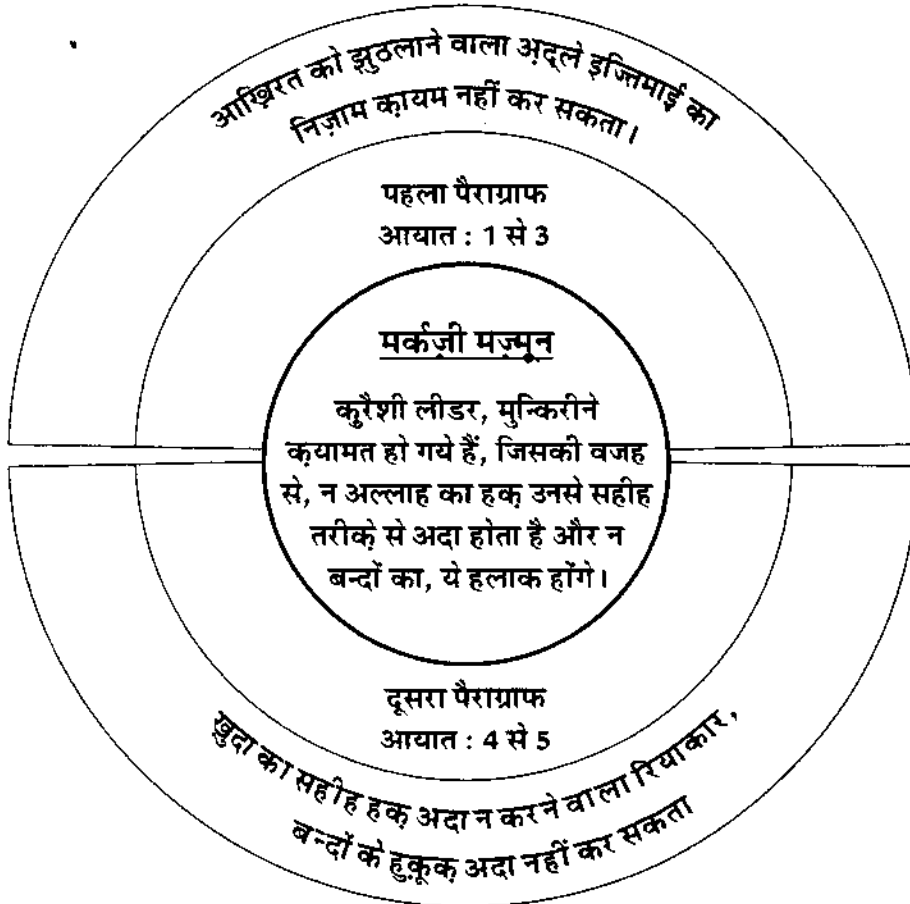 आख़िरत को झुठलाने वाला अ़द्ले इज्तिमाई का
निज़ाम क़ायम नहीं कर सकता।
पहला पैराग्राफ
आयात : 1 से 3
मर्कज़ी मज़्मून
क़ुरैशी लीडर, मुन्किरीने
क़यामत हो गये हैं, जिसकी वजह
से, न अल्लाह का हक़ उनसे सहीह
तरीक़े से अदा होता है और न
बन्दों का, ये हलाक होंगे।
दूसरा पैराग्राफ
आयात : 4 से 5
ख़ुदा का सहीह हक़ अदा न करने वाला रियाकार,
बन्दों के हुक़ूक़ अदा नहीं कर सकता